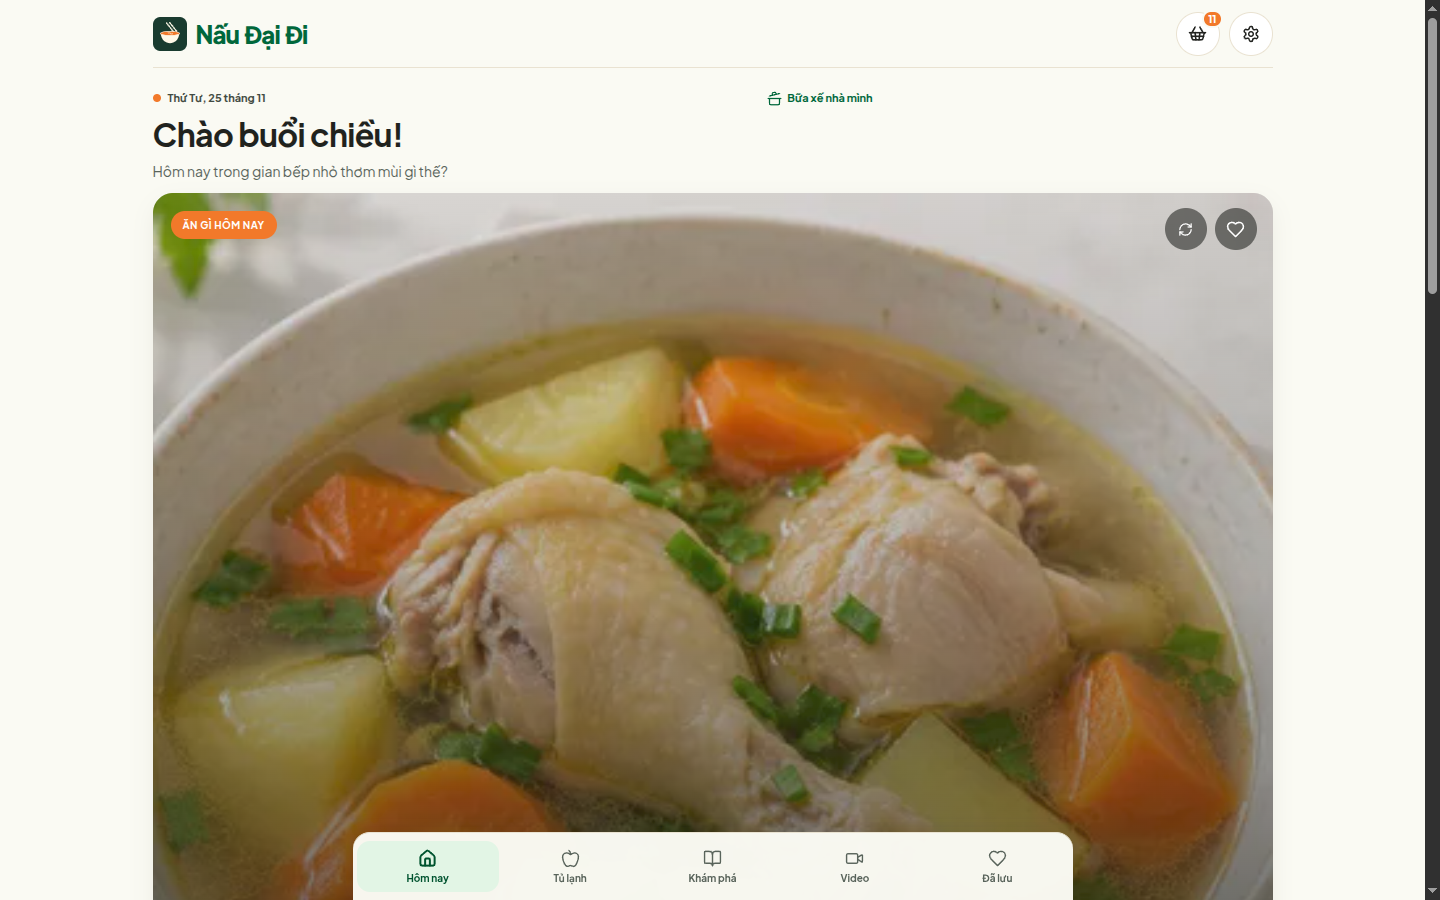 Nấu Đại Đi
11
Thứ Tư, 25 tháng 11
Bữa xế nhà mình
Chào buổi chiều!
Hôm nay trong gian bếp nhỏ thơm mùi gì thế?
ĂN GÌ HÔM NAY
Hôm nay
Tủ lạnh
Khám phá
Video
Đã lưu